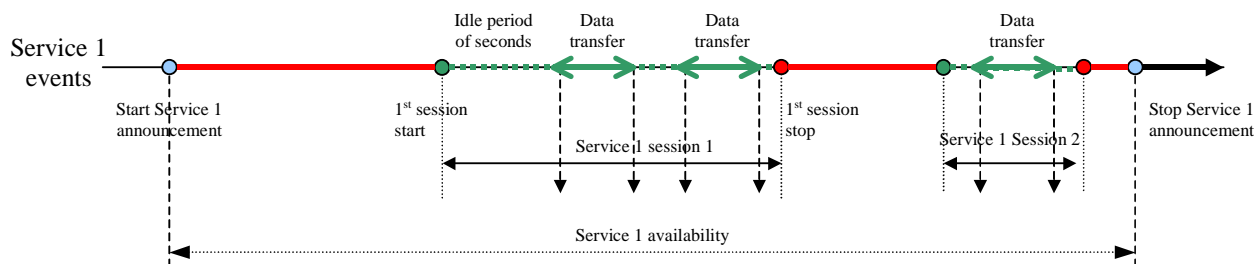 Idle period
of seconds
Data
transfer
Data
transfer
Data
transfer
Service 1
events
Start Service 1
announcement
1st session
start
1st session
stop
Stop Service 1
announcement
Service 1 session 1
Service 1 Session 2
Service 1 availability